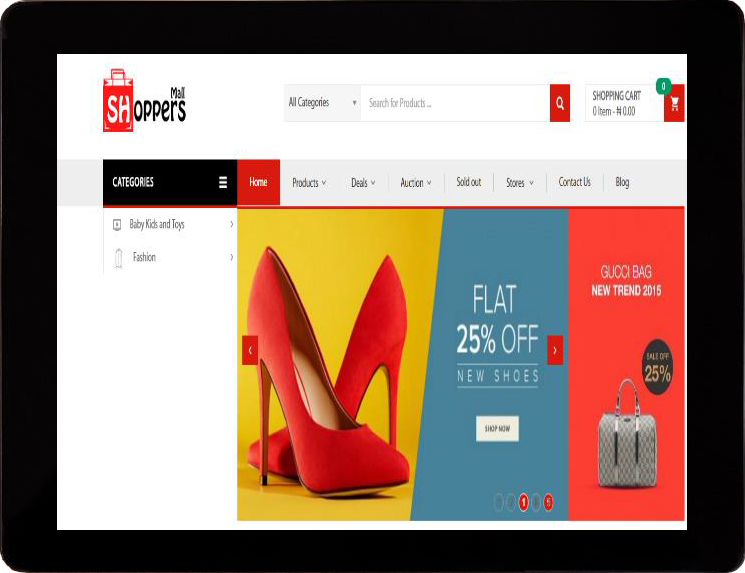 SHOPPERS
Mall
All Categories
Search for Products ...
SHOPPING CART
0 Item - ₦ 0.00
0
CATEGORIES
Home
Products
Deals
Auction
Sold out
Stores
Contact Us
Blog
Baby Kids and Toys
Fashion
FLAT
25% OFF
NEW SHOES
SHOP NOW
GUCCI BAG
NEW TREND 2015
SALE OFF
25%
1